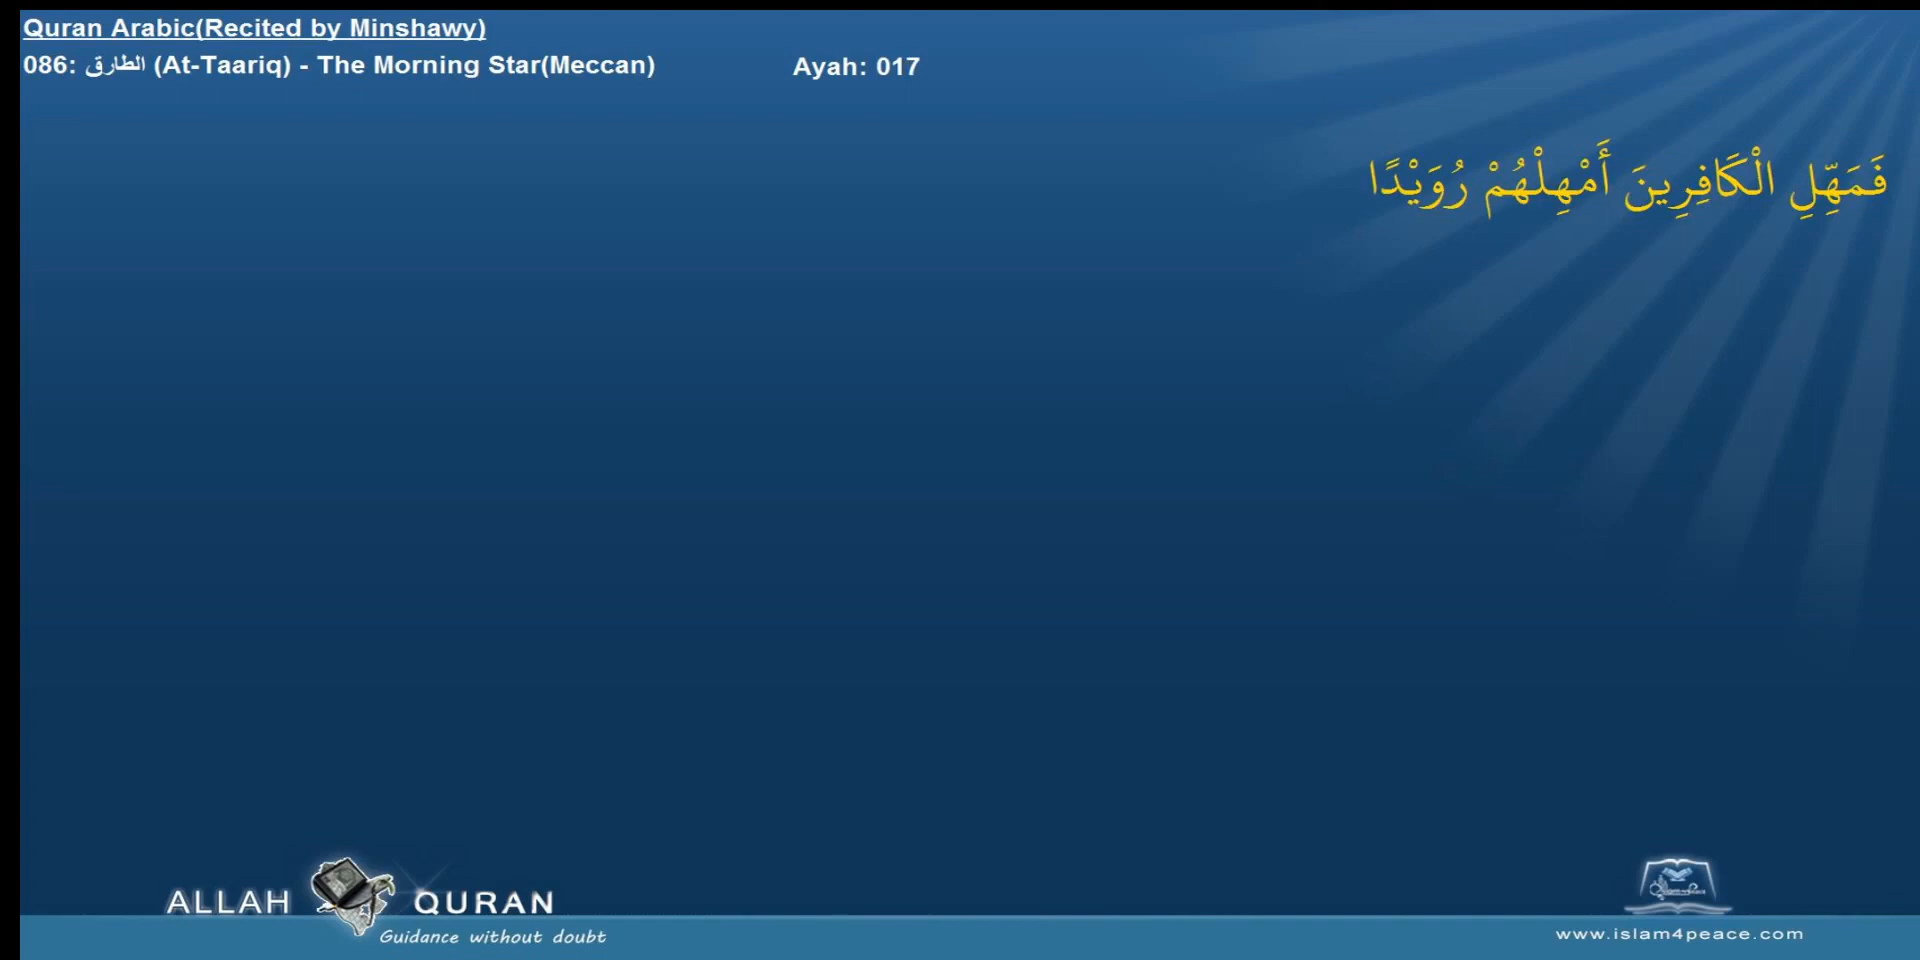 Quran Arabic(Recited by Minshawy)
086: الطارق (At-Taariq) - The Morning Star(Meccan) Ayah: 017
فَمَهِّلِ الْكَافِرِينَ أَمْهِلْهُمْ رُوَيْدًا
ALLAH QURAN
Guidance without doubt
www.islam4peace.com